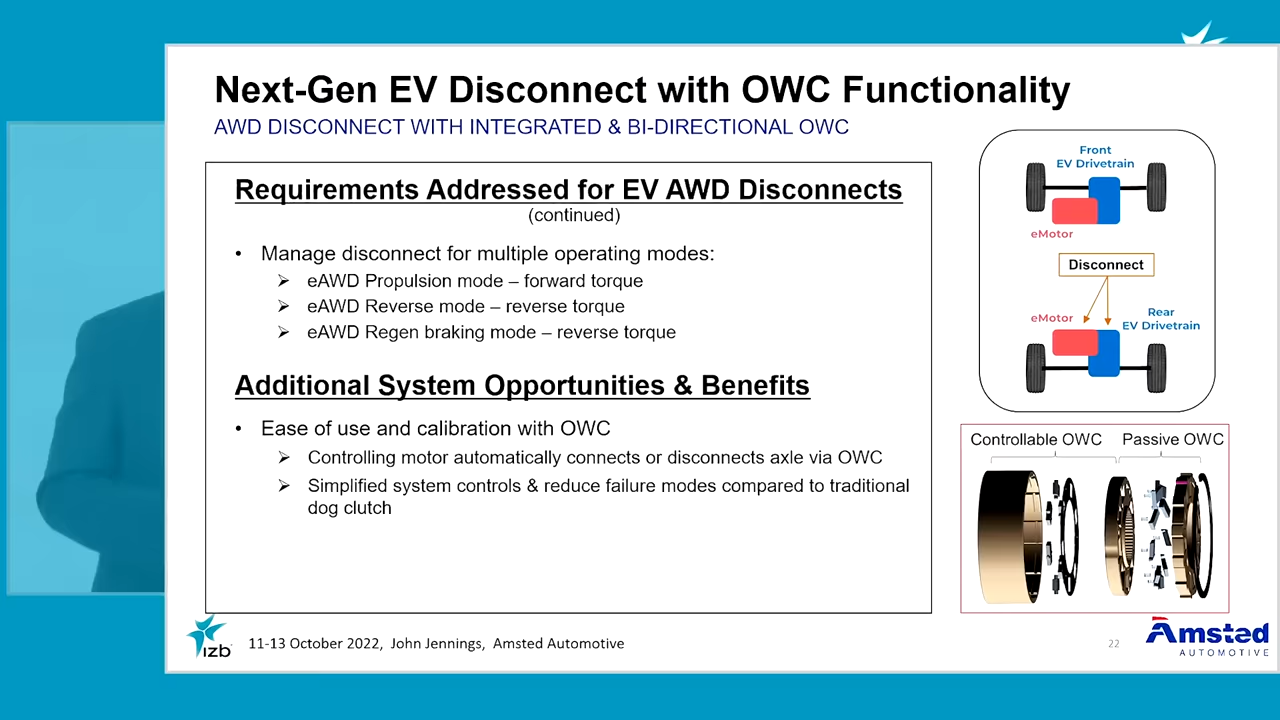 Next-Gen EV Disconnect with OWC Functionality
AWD DISCONNECT WITH INTEGRATED & BI-DIRECTIONAL OWC
Requirements Addressed for EV AWD Disconnects
(continued)
• Manage disconnect for multiple operating modes:
➢ eAWD Propulsion mode – forward torque
➢ eAWD Reverse mode – reverse torque
➢ eAWD Regen braking mode – reverse torque
Additional System Opportunities & Benefits
• Ease of use and calibration with OWC
➢ Controlling motor automatically connects or disconnects axle via OWC
➢ Simplified system controls & reduce failure modes compared to traditional
dog clutch
Front
EV Drivetrain
eMotor
Disconnect
eMotor
Rear
EV Drivetrain
Controllable OWC
Passive OWC
izb
11-13 October 2022, John Jennings, Amsted Automotive
22
Amsted
AUTOMOTIVE